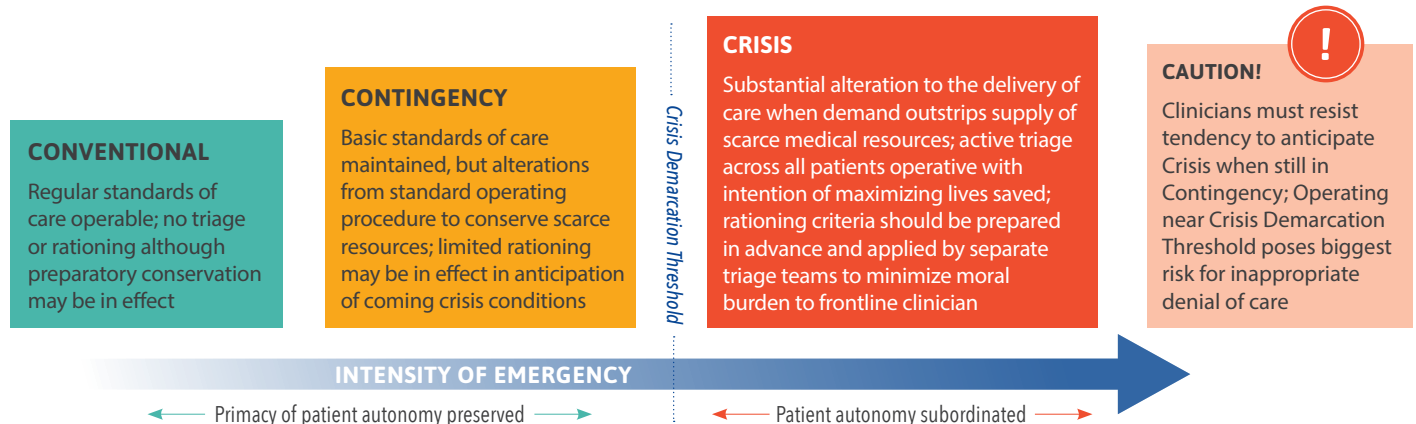 CONVENTIONAL
Regular standards of
care operable; no triage
or rationing although
preparatory conservation
may be in effect
CONTINGENCY
Basic standards of care
maintained, but alterations
from standard operating
procedure to conserve scarce
resources; limited rationing
may be in effect in anticipation
of coming crisis conditions
Crisis Demarcation Threshold
CRISIS
Substantial alteration to the delivery of
care when demand outstrips supply of
scarce medical resources; active triage
across all patients operative with
intention of maximizing lives saved;
rationing criteria should be prepared
in advance and applied by separate
triage teams to minimize moral
burden to frontline clinician
!
CAUTION!
Clinicians must resist
tendency to anticipate
Crisis when still in
Contingency; Operating
near Crisis Demarcation
Threshold poses biggest
risk for inappropriate
denial of care
INTENSITY OF EMERGENCY
Primacy of patient autonomy preserved
Patient autonomy subordinated